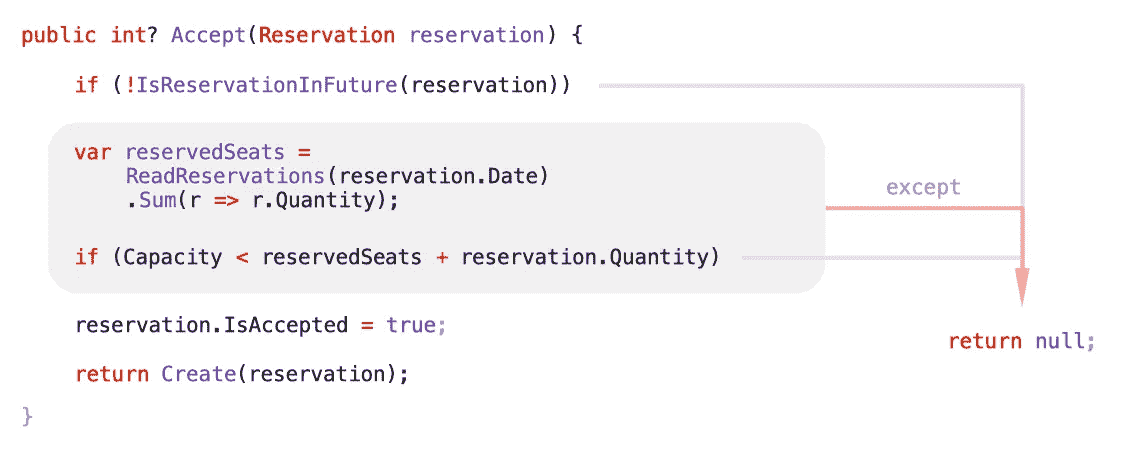 public int? Accept(Reservation reservation) {
if (!IsReservationInFuture(reservation))
var reservedSeats =
ReadReservations(reservation.Date)
.Sum(r => r.Quantity);
except
if (Capacity < reservedSeats + reservation.Quantity)
reservation.IsAccepted = true;
return null;
return Create(reservation);
}